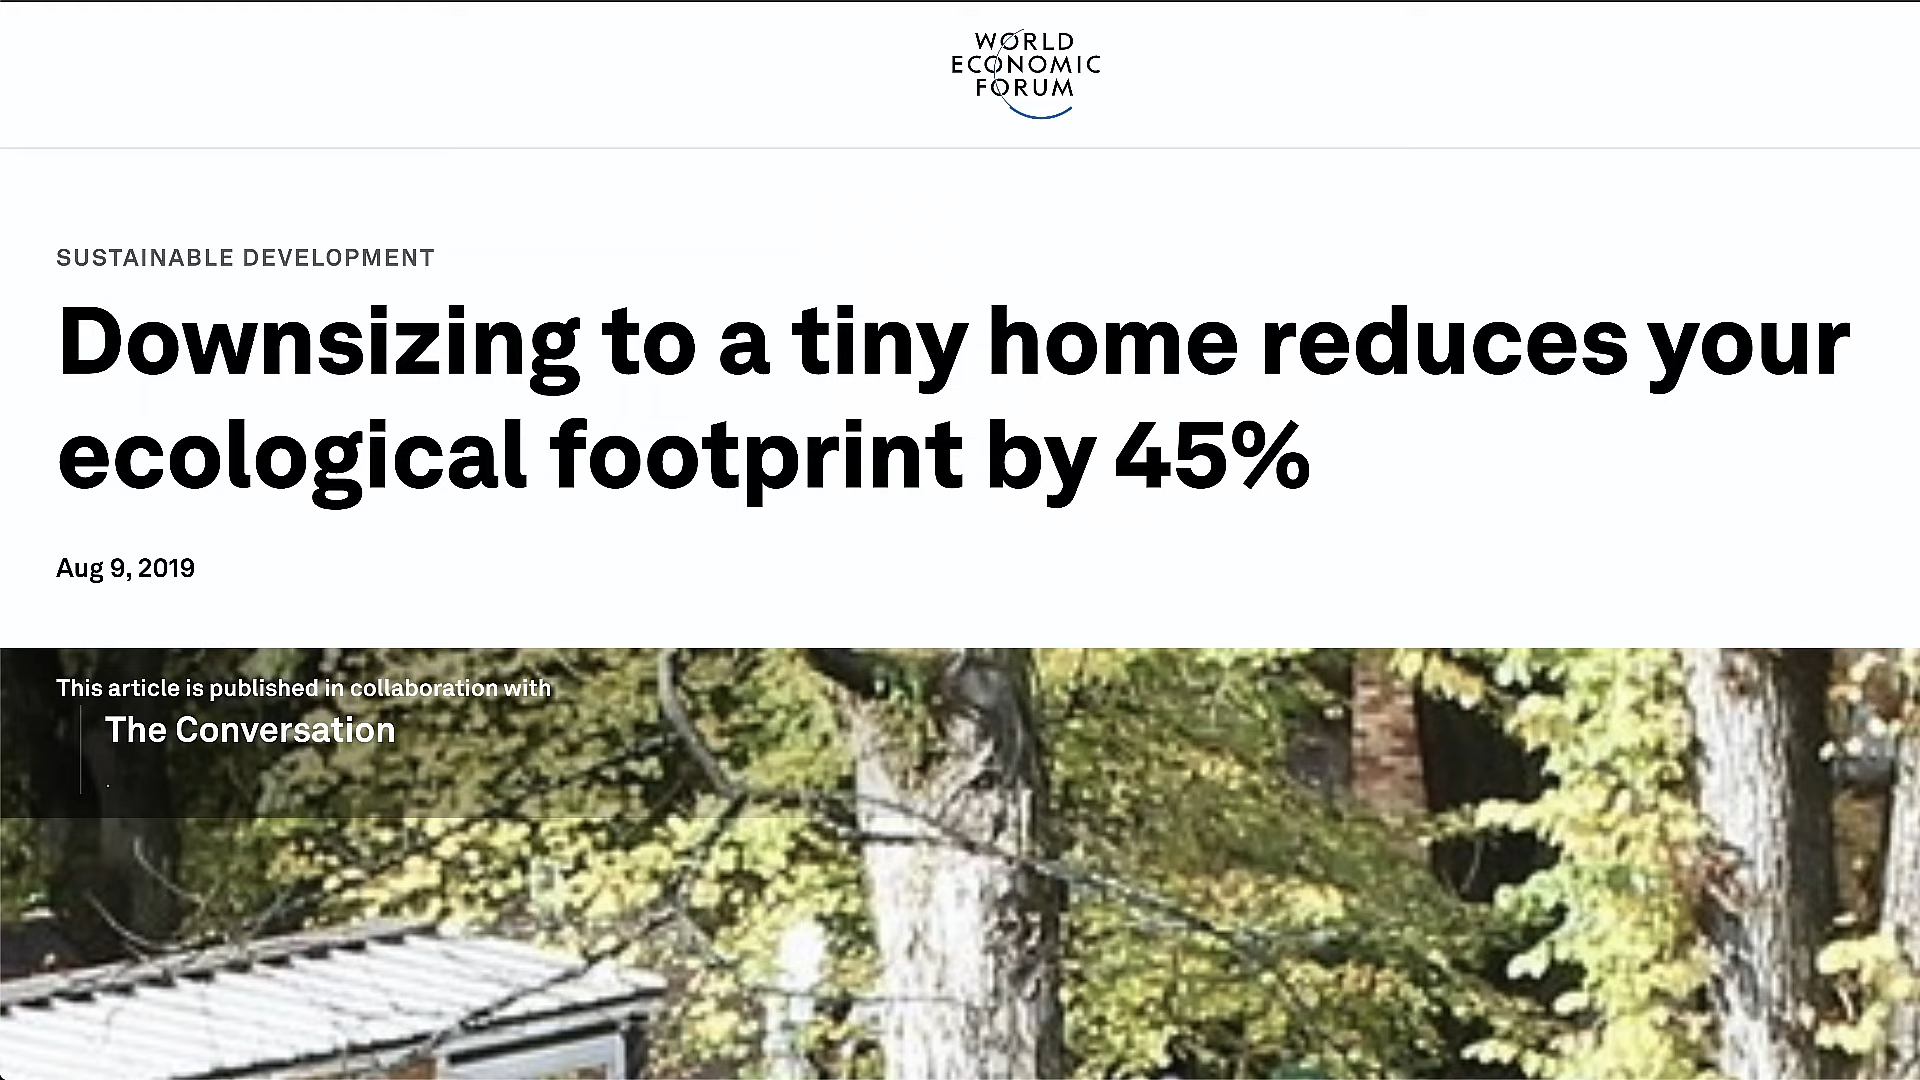 WORLD
ECONOMIC
FORUM
SUSTAINABLE DEVELOPMENT
Downsizing to a tiny home reduces your
ecological footprint by 45%
Aug 9, 2019
This article is published in collaboration with
The Conversation